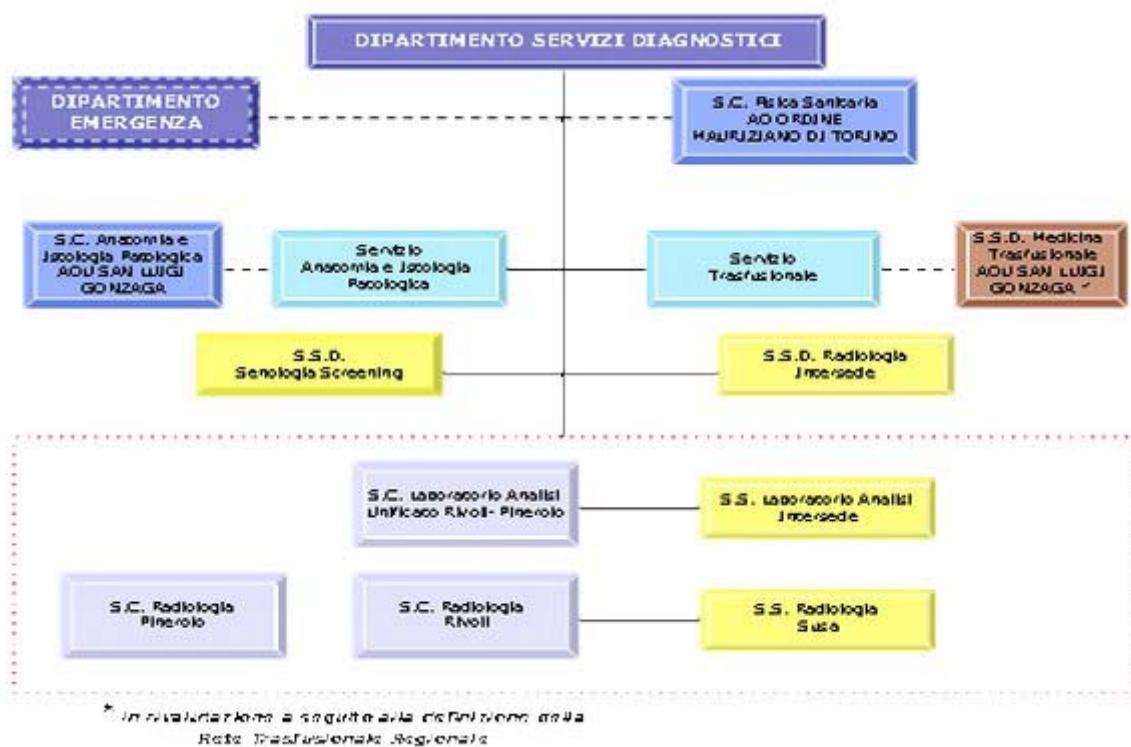 DIPARTIMENTO SERVIZI DIAGNOSTICI
DIPARTIMENTO
EMERGENZA
S.C. Fisica Sanitaria
AO ORDINE
MAURIZIANO DI TORINO
S.C. Anatomia e
Istologia Patologica
AOU SAN LUIGI
GONZAGA
Servizio
Anatomia e Istologia
Patologica
Servizio
Trasfusionale
S.S.D. Medicina
Trasfusionale
AOU SAN LUIGI
GONZAGA *
S.S.D.
Senologia Screening
S.S.D. Radiologia
Intersede
S.C. Laboratorio Analisi
Unificato Rivoli- Pinerolo
S.S. Laboratorio Analisi
Intersede
S.C. Radiologia
Pinerolo
S.C. Radiologia
Rivoli
S.S. Radiologia
Susa
* in rivalutazione a seguito alla definizione della
Rete Trasfusionale Regionale